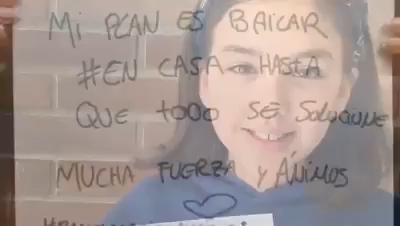 Mi PLAN ES BAILAR
#EN CASA HASTA
QUE TODO SE SOLUCIONE
MUCHA FUERZA y ÁNIMOS